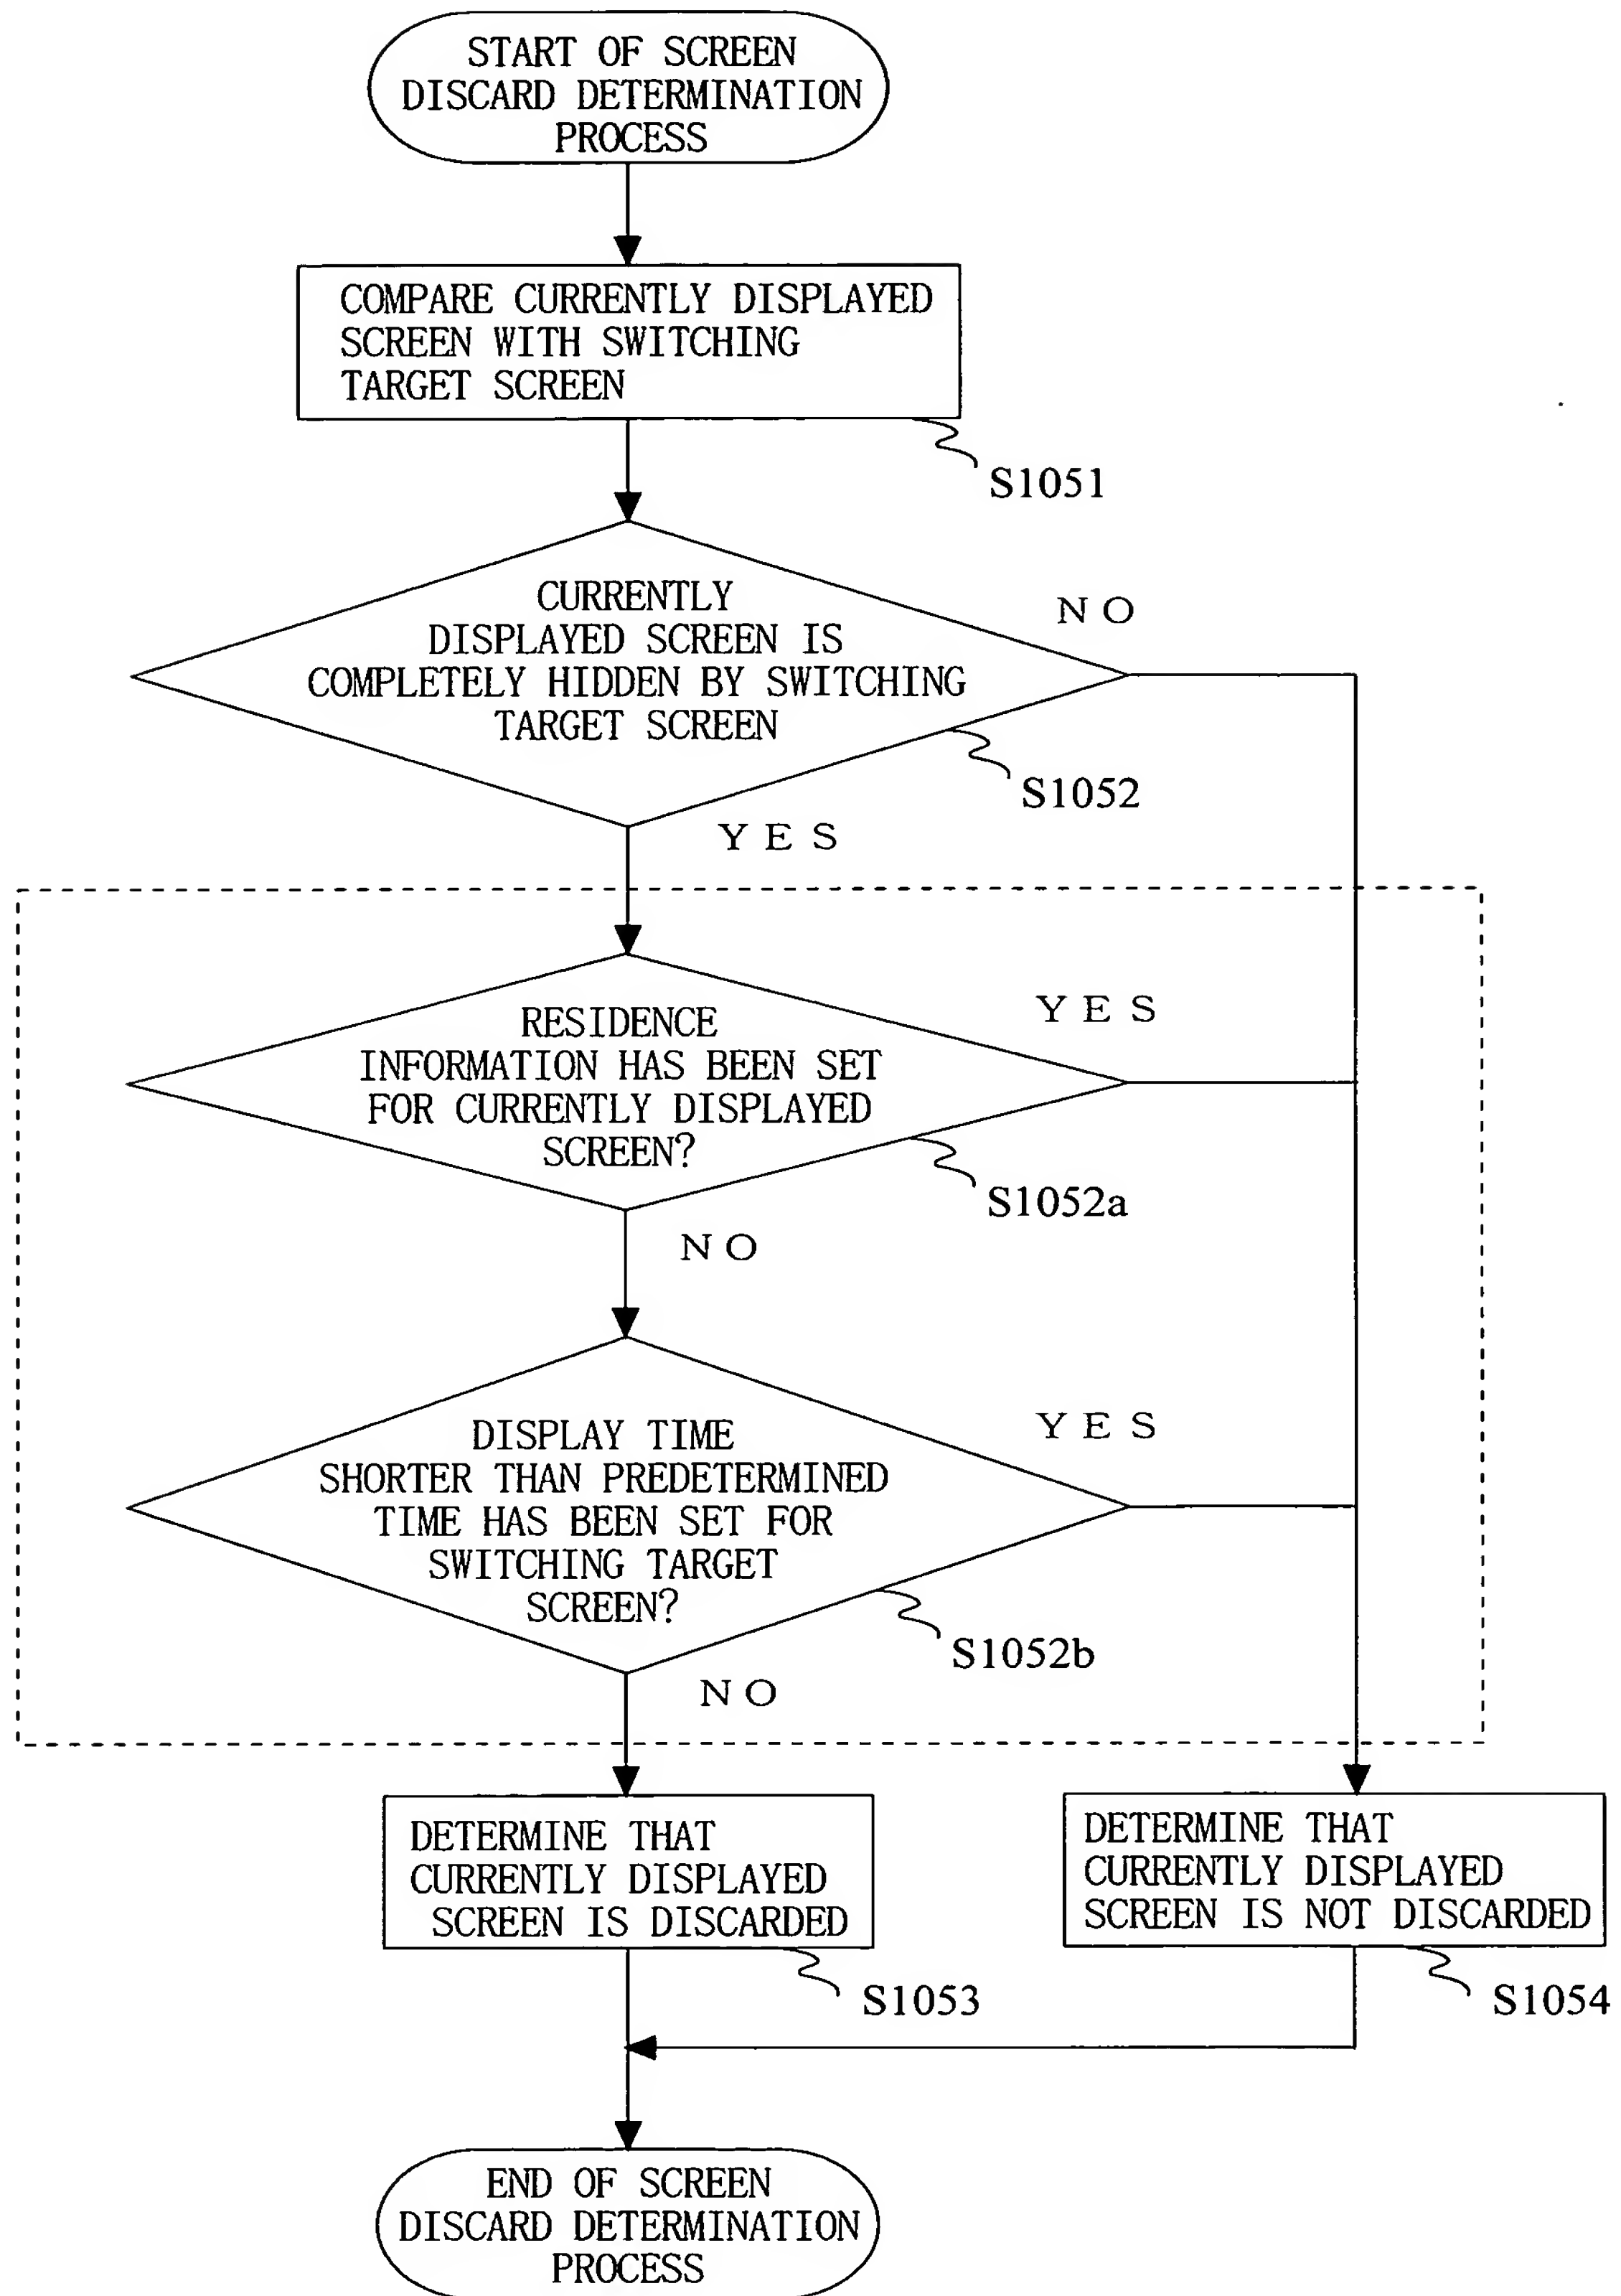 START OF SCREEN
DISCARD DETERMINATION
PROCESS
COMPARE CURRENTLY DISPLAYED
SCREEN WITH SWITCHING
TARGET SCREEN
S1051
CURRENTLY
DISPLAYED SCREEN IS
COMPLETELY HIDDEN BY SWITCHING
TARGET SCREEN
NO
S1052
YES
RESIDENCE
INFORMATION HAS BEEN SET
FOR CURRENTLY DISPLAYED
SCREEN?
YES
S1052a
NO
DISPLAY TIME
SHORTER THAN PREDETERMINED
TIME HAS BEEN SET FOR
SWITCHING TARGET
SCREEN?
YES
S1052b
NO
DETERMINE THAT
CURRENTLY DISPLAYED
SCREEN IS DISCARDED
S1053
DETERMINE THAT
CURRENTLY DISPLAYED
SCREEN IS NOT DISCARDED
S1054
END OF SCREEN
DISCARD DETERMINATION
PROCESS